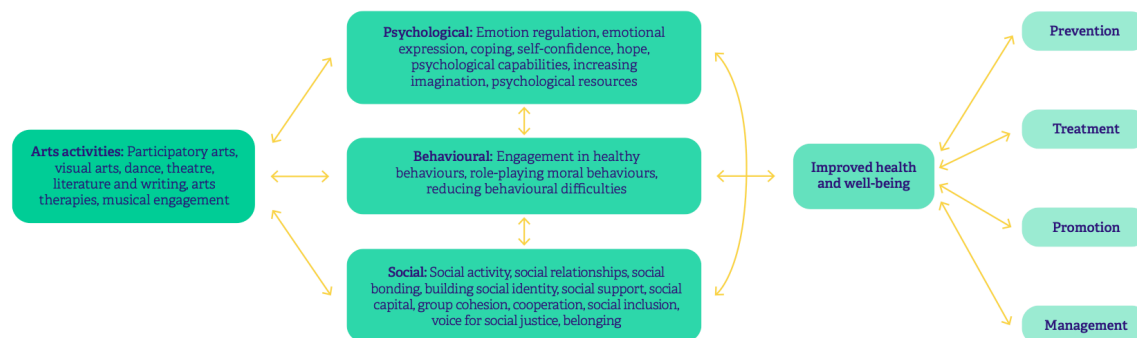 Arts activities: Participatory arts,
visual arts, dance, theatre,
literature and writing, arts
therapies, musical engagement
Psychological: Emotion regulation, emotional
expression, coping, self-confidence, hope,
psychological capabilities, increasing
imagination, psychological resources
Behavioural: Engagement in healthy
behaviours, role-playing moral behaviours,
reducing behavioural difficulties
Social: Social activity, social relationships, social
bonding, building social identity, social support, social
capital, group cohesion, cooperation, social inclusion,
voice for social justice, belonging
Improved health
and well-being
Prevention
Treatment
Promotion
Management